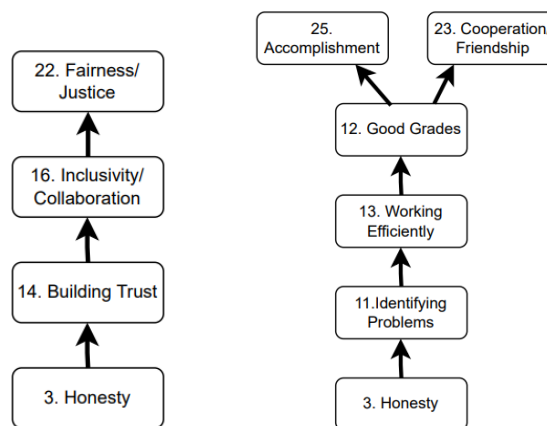 22. Fairness/
Justice
16. Inclusivity/
Collaboration
14. Building Trust
3. Honesty
25.
Accomplishment
23. Cooperation/
Friendship
12. Good Grades
13. Working
Efficiently
11.Identifying
Problems
3. Honesty